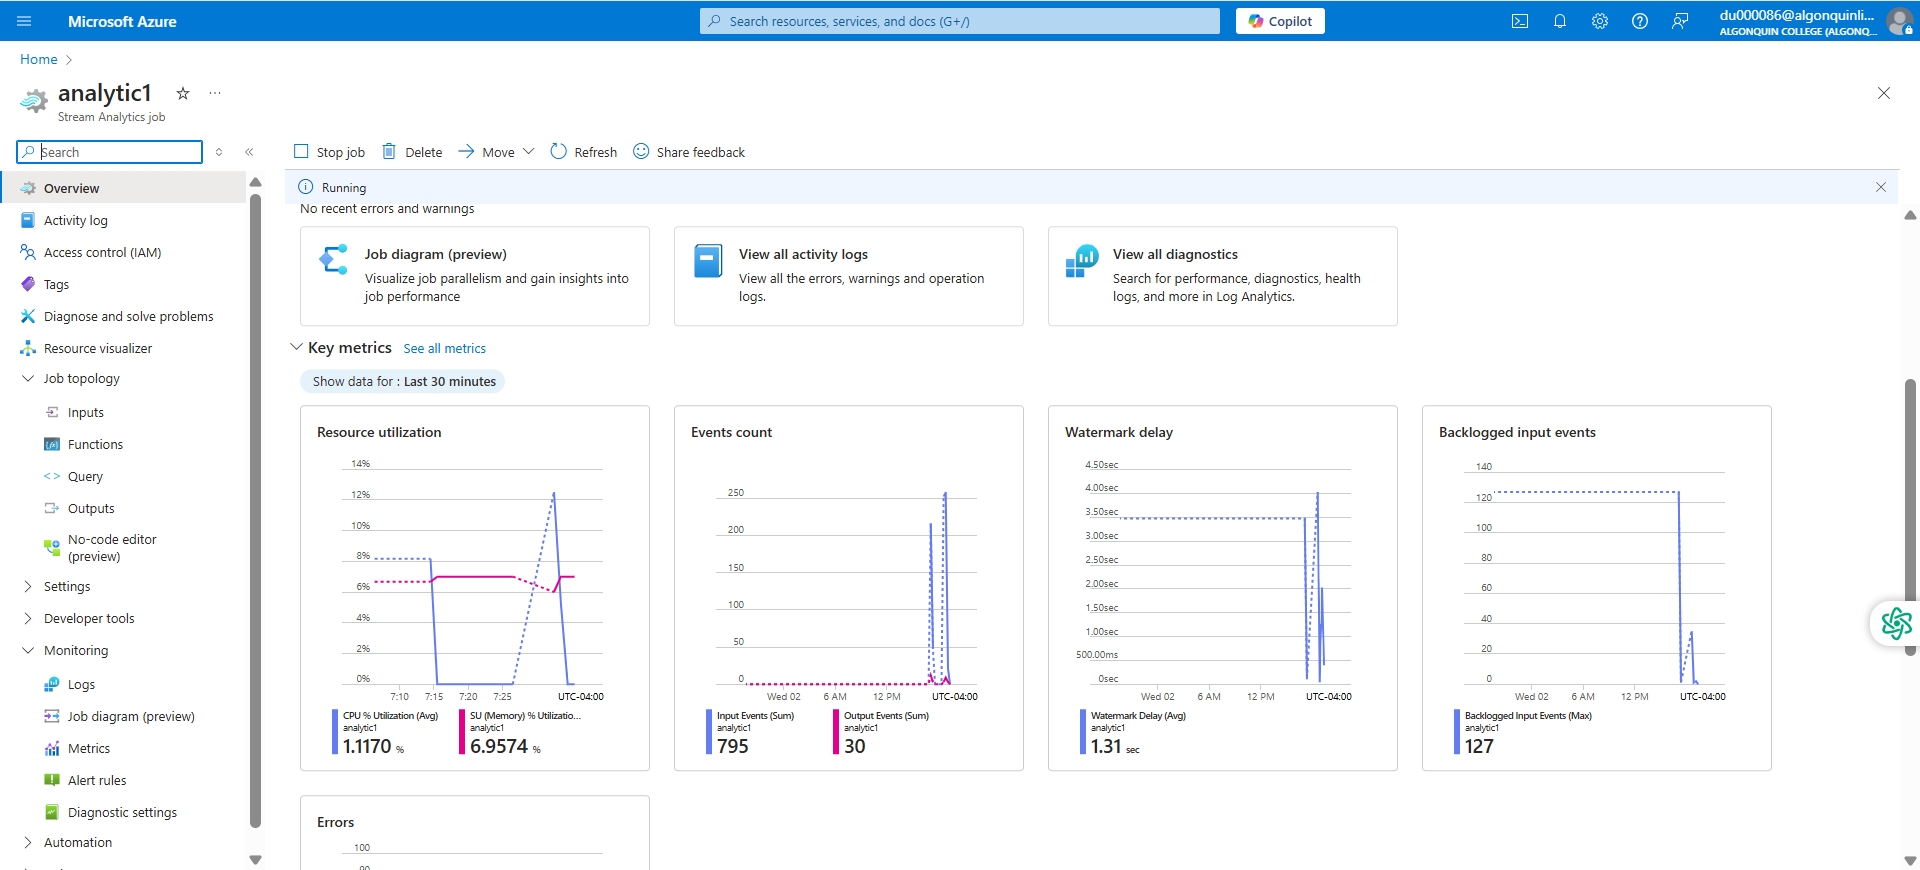 Microsoft Azure
Search resources, services, and docs (G+/)
Copilot
du000086@algonquinli...
ALGONQUIN COLLEGE (ALGONQ...
Home
analytic1
...
Stream Analytics job
Search
Stop job
Delete
Move
Refresh
Share feedback
Overview
Activity log
Access control (IAM)
Tags
Diagnose and solve problems
Resource visualizer
Job topology
Inputs
Functions
Query
Outputs
No-code editor
(preview)
Settings
Developer tools
Monitoring
Logs
Job diagram (preview)
Metrics
Alert rules
Diagnostic settings
Automation
Running
No recent errors and warnings
Job diagram (preview)
Visualize job parallelism and gain insights into
job performance
View all activity logs
View all the errors, warnings and operation
logs.
View all diagnostics
Search for performance, diagnostics, health
logs, and more in Log Analytics.
Key metrics
See all metrics
Show data for : Last 30 minutes
Resource utilization
14%
12%
10%
8%
6%
4%
2%
0%
7:10 7:15 7:20 7:25 UTC-04:00
CPU % Utilization (Avg)
analytic1
1.1170 %
SU (Memory) % Utilizatio...
analytic1
6.9574 %
Events count
250
200
150
100
50
0
Wed 02 6 AM 12 PM UTC-04:00
Input Events (Sum)
analytic1
795
Output Events (Sum)
analytic1
30
Watermark delay
4.50sec
4.00sec
3.50sec
3.00sec
2.50sec
2.00sec
1.50sec
1.00sec
500.00ms
0sec
Wed 02 6 AM 12 PM UTC-04:00
Watermark Delay (Avg)
analytic1
1.31 sec
Backlogged input events
140
120
100
80
60
40
20
0
Wed 02 6 AM 12 PM UTC-04:00
Backlogged Input Events (Max)
analytic1
127
Errors
100
90